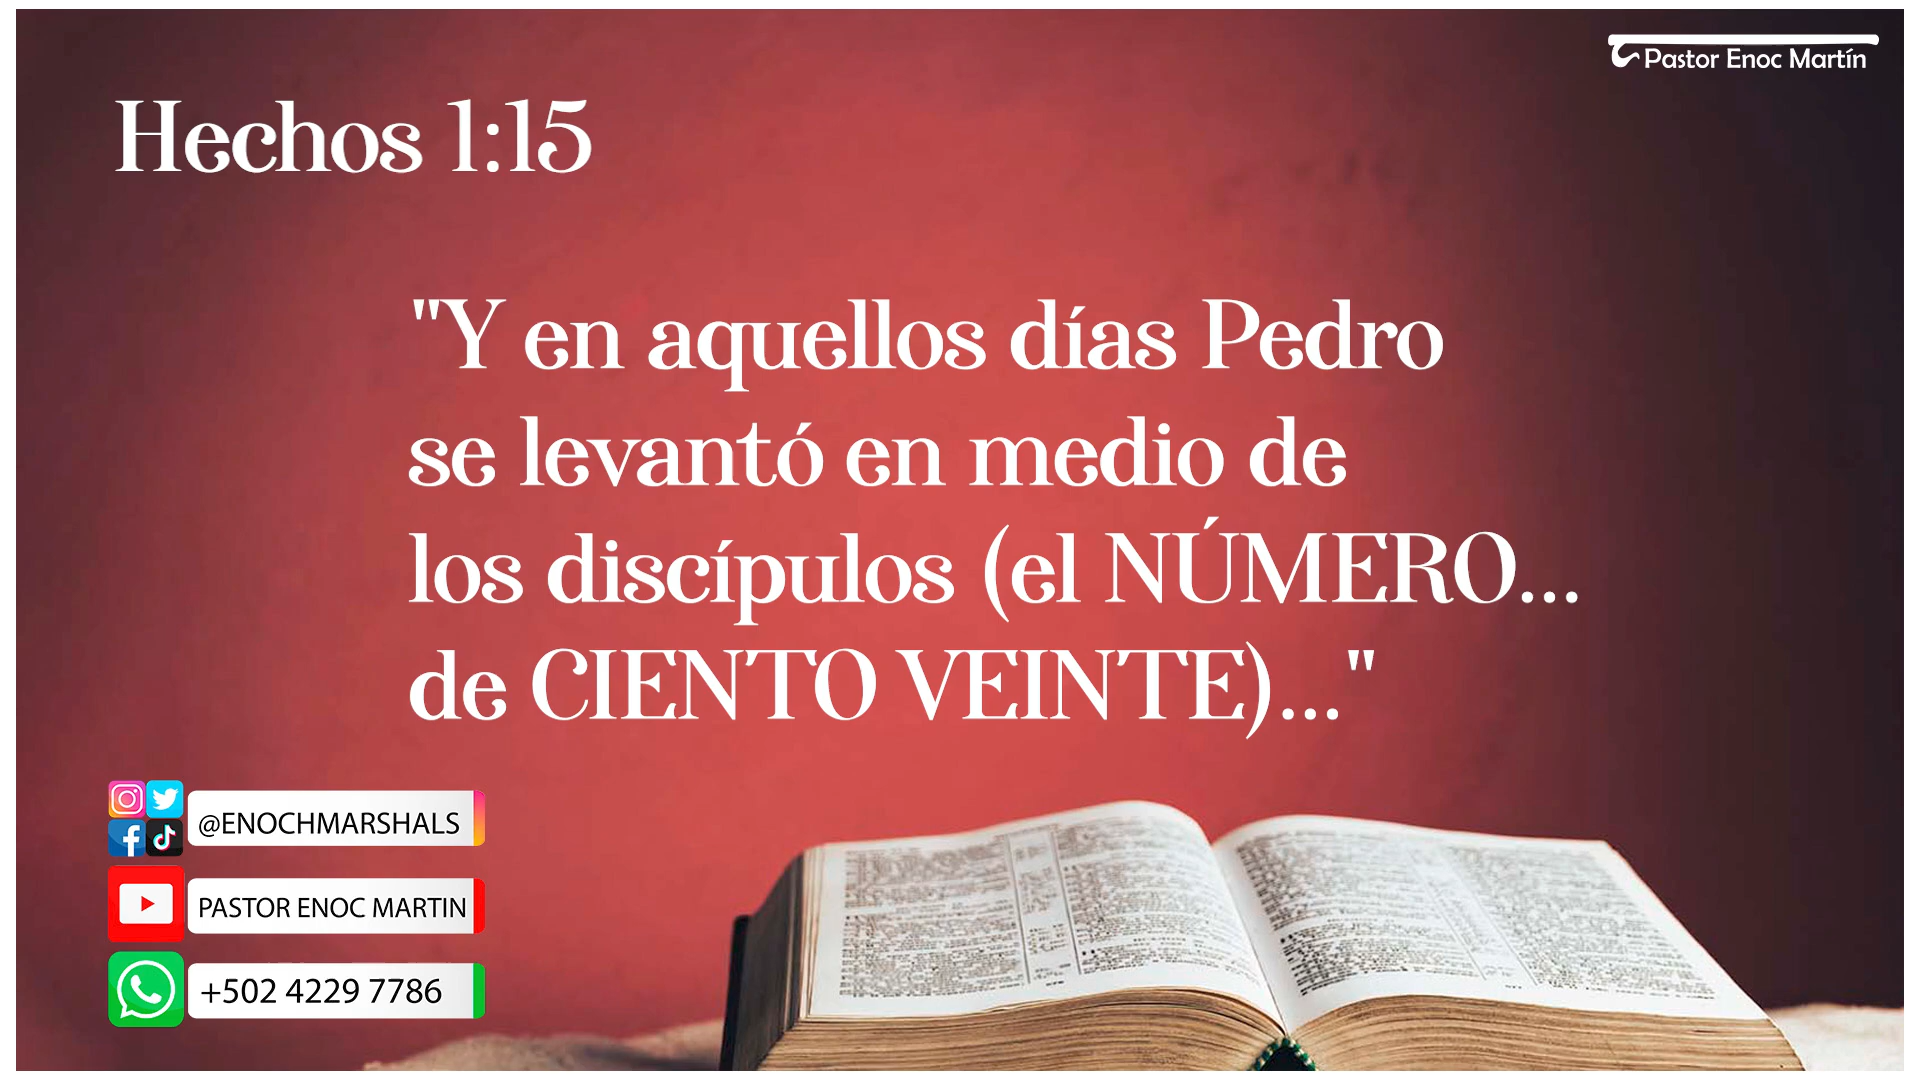 Pastor Enoc Martín
Hechos 1:15
"Y en aquellos días Pedro
se levantó en medio de
los discípulos (el NÚMERO...
de CIENTO VEINTE)..."
@ENOCHMARSHALS
PASTOR ENOC MARTIN
+502 4229 7786